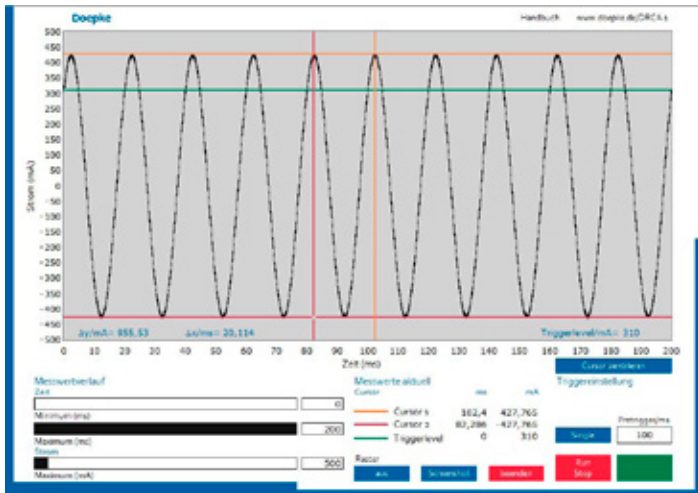 Doepke
Handbuch www.doepke.de/DRCA.s
Strom (mA)
500
450
400
350
300
250
200
150
100
50
0
-50
-100
-150
-200
-250
-300
-350
-400
-450
-500
Δy/mA= 855,53 Δx/ms= 20,114 Triggerlevel/mA= 310
0 10 20 30 40 50 60 70 80 90 100 110 120 130 140 150 160 170 180 190 200
Zeit (ms)
Cursor zentrieren
Messwertverlauf Messwerte aktuell Triggereinstellung
Zeit Cursor ms mA
0
Minimum (ms)
Cursor 1 102,4 427,765
200
Maximum (ms)
Cursor 2 82,286 -427,765
Triggerlevel 0 310
Pretrigger/ms
Single 100
Strom
500
Maximum (mA)
Raster
aus Screenshot beenden
Run
Stop